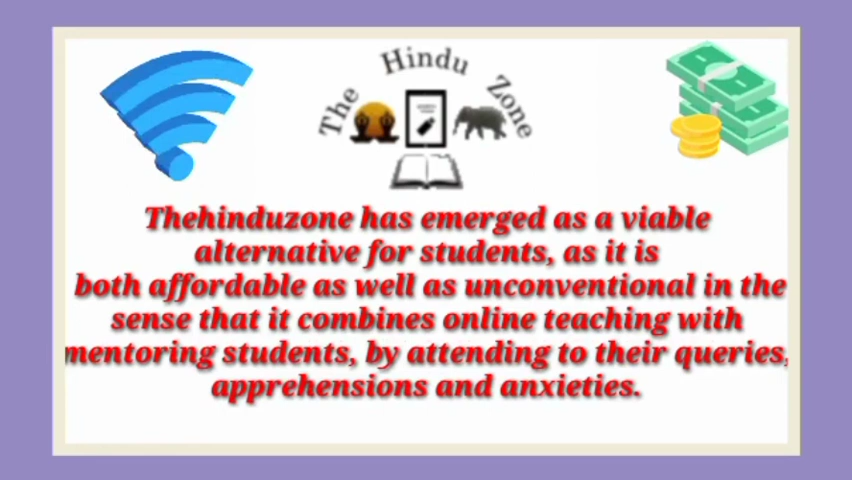 The Hindu Zone
Thehinduzone has emerged as a viable
alternative for students, as it is
both affordable as well as unconventional in the
sense that it combines online teaching with
mentoring students, by attending to their queries,
apprehensions and anxieties.